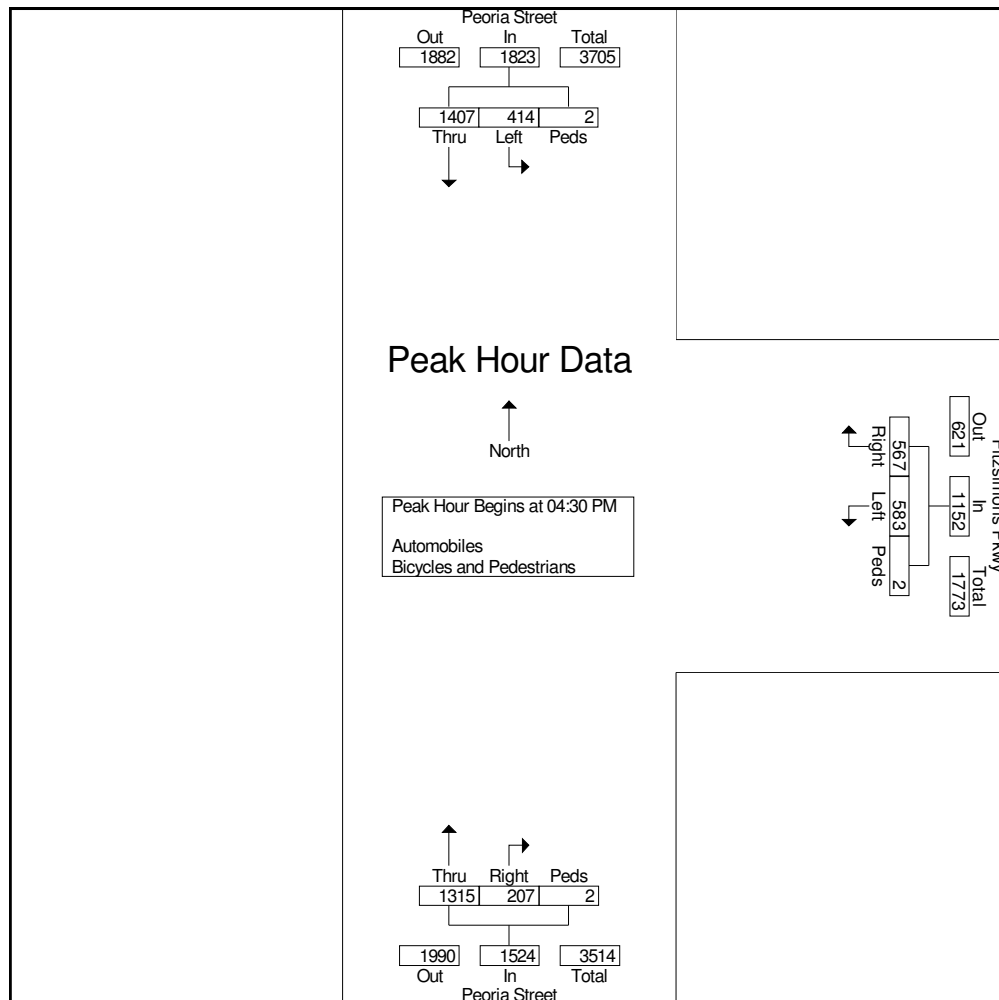 Peoria Street
Out In Total
1882 1823 3705
1407 414 2
Thru Left Peds
Peak Hour Data
North
Peak Hour Begins at 04:30 PM
Automobiles
Bicycles and Pedestrians
Fitzsimons Pkwy
Out In Total
621 1152 1773
567 583 2
Right Left Peds
Thru Right Peds
1315 207 2
1990 1524 3514
Out In Total
Peoria Street